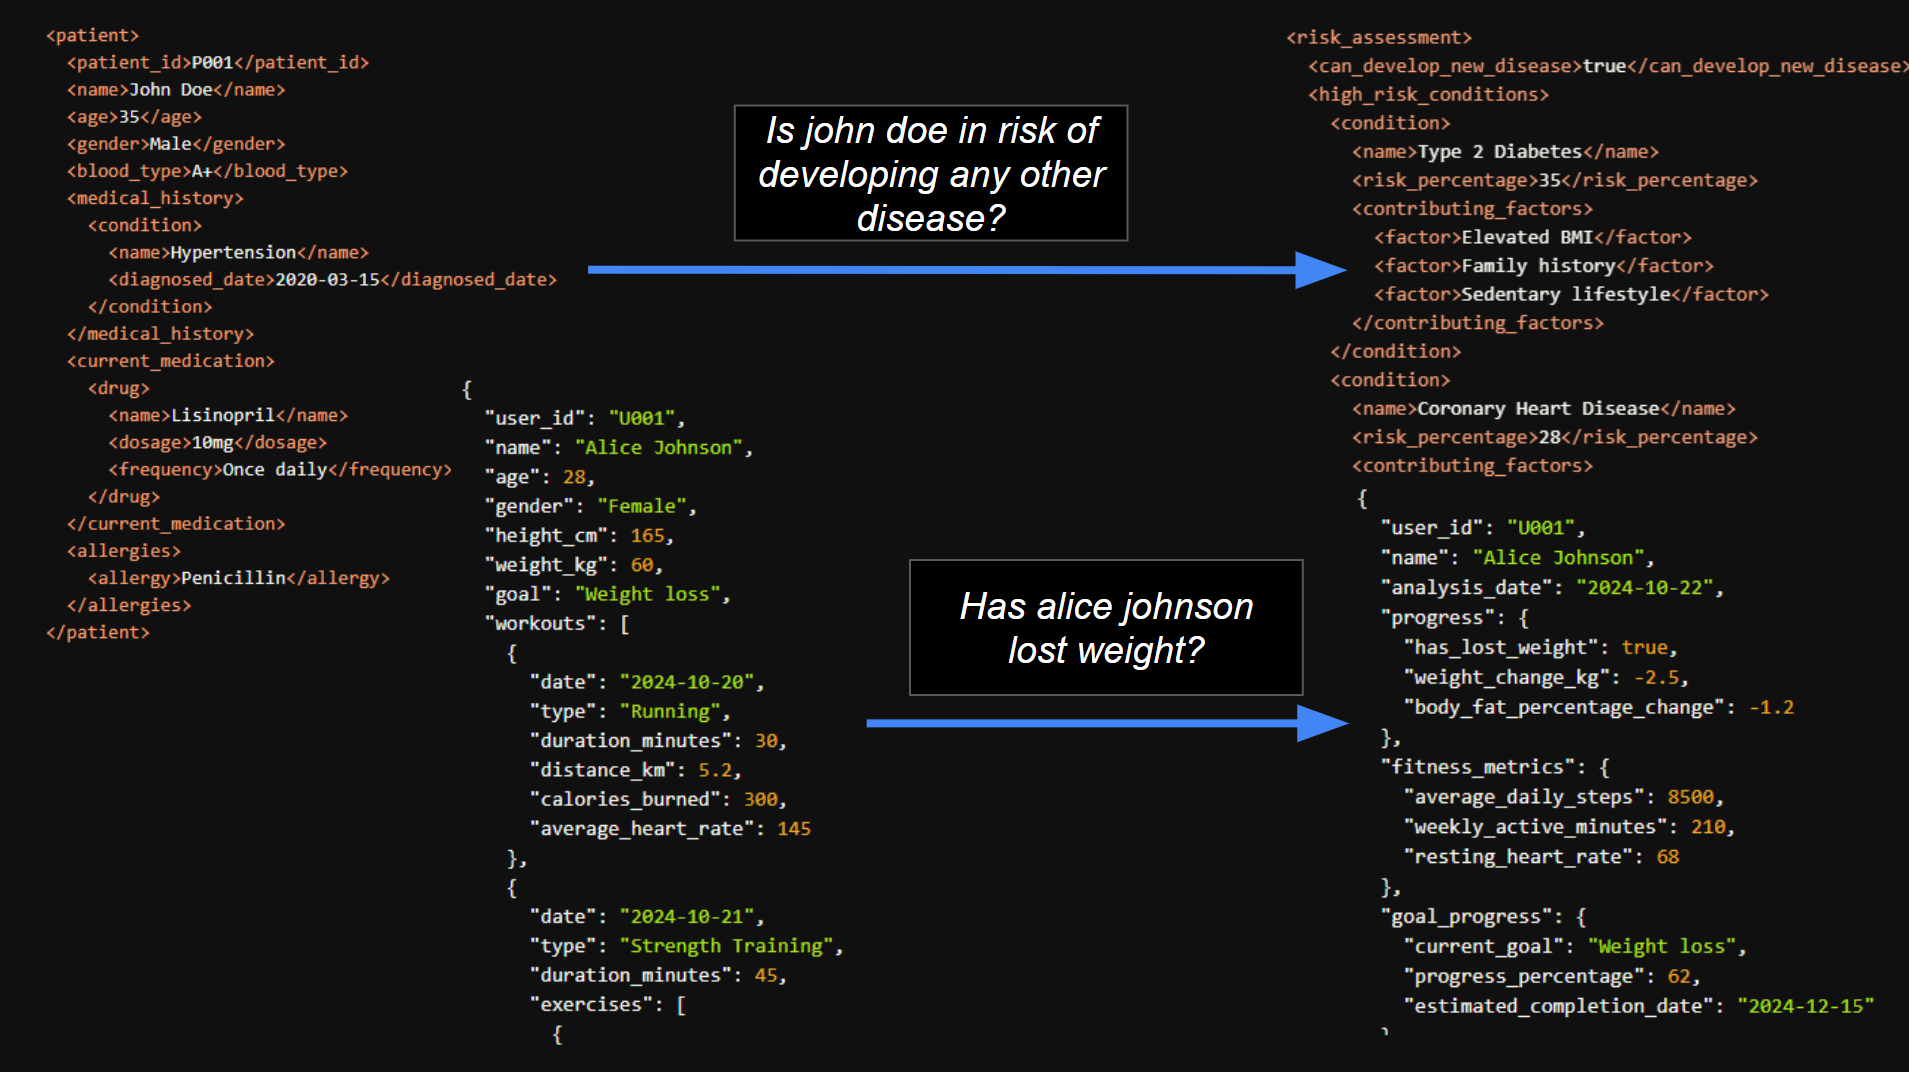 <patient>
  <patient_id>P001</patient_id>
  <name>John Doe</name>
  <age>35</age>
  <gender>Male</gender>
  <blood_type>A+</blood_type>
  <medical_history>
    <condition>
      <name>Hypertension</name>
      <diagnosed_date>2020-03-15</diagnosed_date>
    </condition>
  </medical_history>
  <current_medication>
    <drug>
      <name>Lisinopril</name>
      <dosage>10mg</dosage>
      <frequency>Once daily</frequency>
    </drug>
  </current_medication>
  <allergies>
    <allergy>Penicillin</allergy>
  </allergies>
</patient>
Is john doe in risk of
developing any other
disease?
<risk_assessment>
  <can_develop_new_disease>true</can_develop_new_disease>
  <high_risk_conditions>
    <condition>
      <name>Type 2 Diabetes</name>
      <risk_percentage>35</risk_percentage>
      <contributing_factors>
        <factor>Elevated BMI</factor>
        <factor>Family history</factor>
        <factor>Sedentary lifestyle</factor>
      </contributing_factors>
    </condition>
    <condition>
      <name>Coronary Heart Disease</name>
      <risk_percentage>28</risk_percentage>
      <contributing_factors>
{
  "user_id": "U001",
  "name": "Alice Johnson",
  "age": 28,
  "gender": "Female",
  "height_cm": 165,
  "weight_kg": 60,
  "goal": "Weight loss",
  "workouts": [
    {
      "date": "2024-10-20",
      "type": "Running",
      "duration_minutes": 30,
      "distance_km": 5.2,
      "calories_burned": 300,
      "average_heart_rate": 145
    },
    {
      "date": "2024-10-21",
      "type": "Strength Training",
      "duration_minutes": 45,
      "exercises": [
        {
Has alice johnson
lost weight?
{
  "user_id": "U001",
  "name": "Alice Johnson",
  "analysis_date": "2024-10-22",
  "progress": {
    "has_lost_weight": true,
    "weight_change_kg": -2.5,
    "body_fat_percentage_change": -1.2
  },
  "fitness_metrics": {
    "average_daily_steps": 8500,
    "weekly_active_minutes": 210,
    "resting_heart_rate": 68
  },
  "goal_progress": {
    "current_goal": "Weight loss",
    "progress_percentage": 62,
    "estimated_completion_date": "2024-12-15"